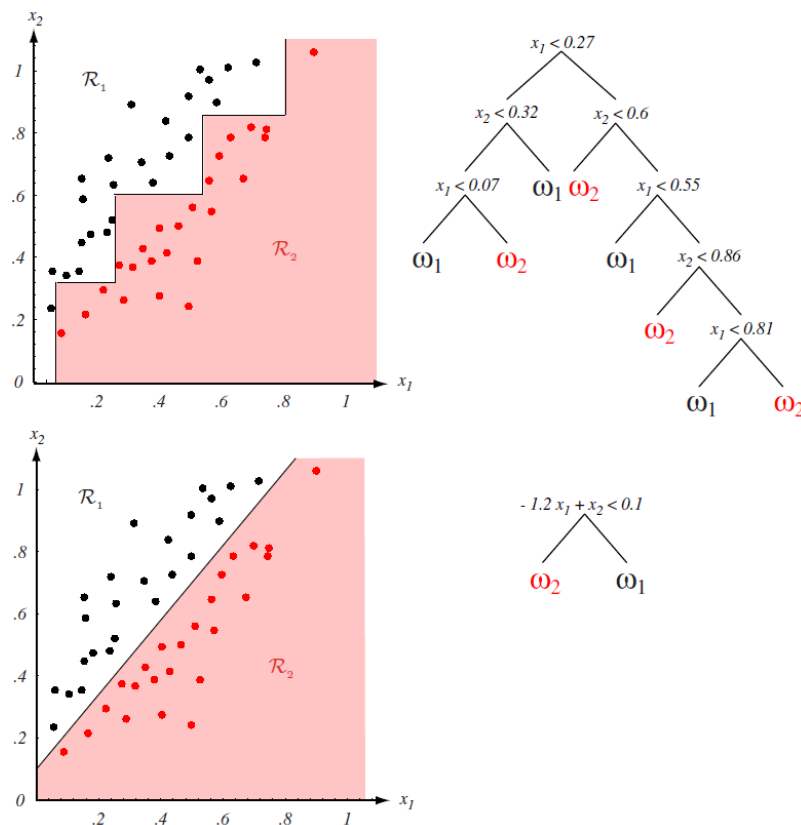 x₂
x₁ < 0.27
1
R₁
x₂ < 0.32
x₂ < 0.6
.8
x₁ < 0.07
ω₁
ω₂
x₁ < 0.55
.6
R₂
ω₁
ω₂
ω₁
x₂ < 0.86
.4
ω₂
x₁ < 0.81
.2
ω₁
ω₂
0
.2 .4 .6 .8 1
x₁
x₂
1
R₁
- 1.2 x₁ + x₂ < 0.1
.8
ω₂
ω₁
.6
R₂
.4
.2
0
.2 .4 .6 .8 1
x₁